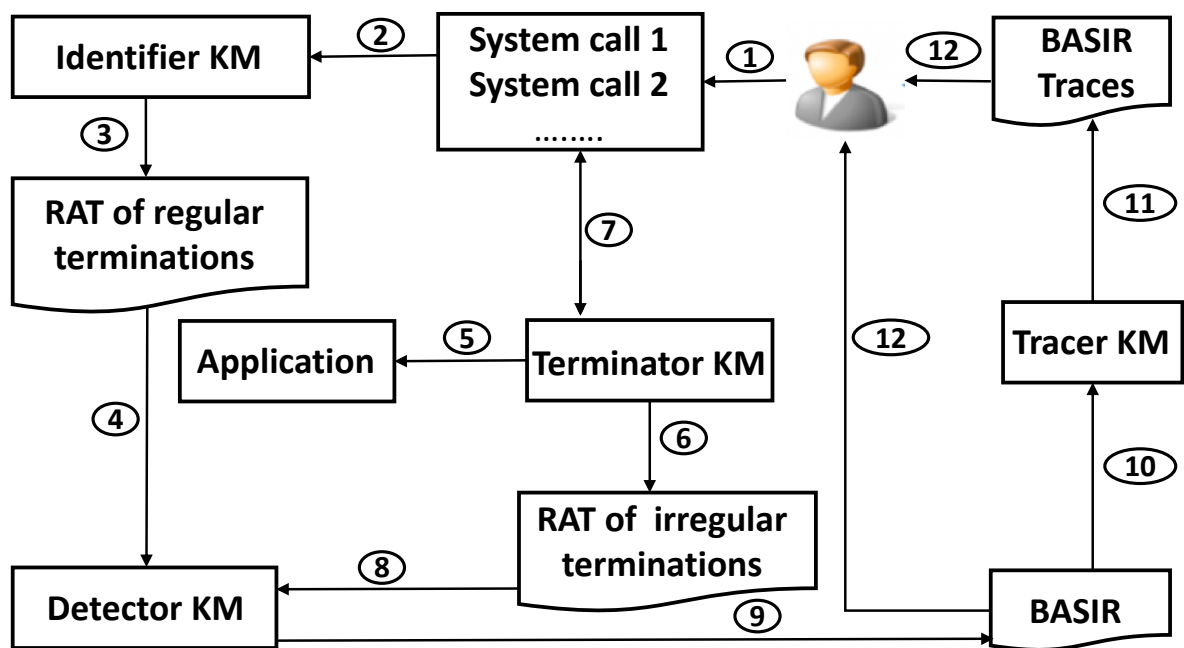 Identifier KM
2
System call 1
System call 2
........
1
12
BASIR
Traces
3
RAT of regular
terminations
7
11
Application
5
Terminator KM
12
Tracer KM
4
6
10
RAT of irregular
terminations
8
Detector KM
9
BASIR